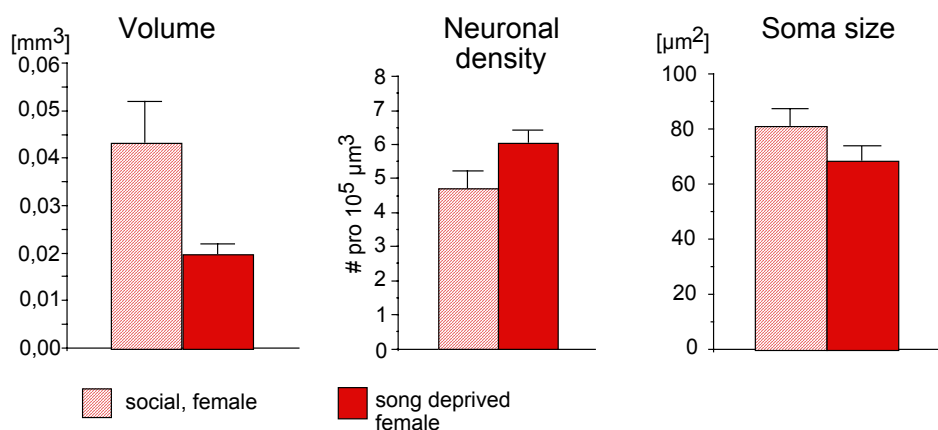 Volume
[mm³]
0,06
0,05
0,04
0,03
0,02
0,01
0,00
Neuronal
density
# pro 10⁵ µm³
8
7
6
5
4
3
2
1
0
Soma size
[µm²]
100
80
60
40
20
0
social, female
song deprived
female